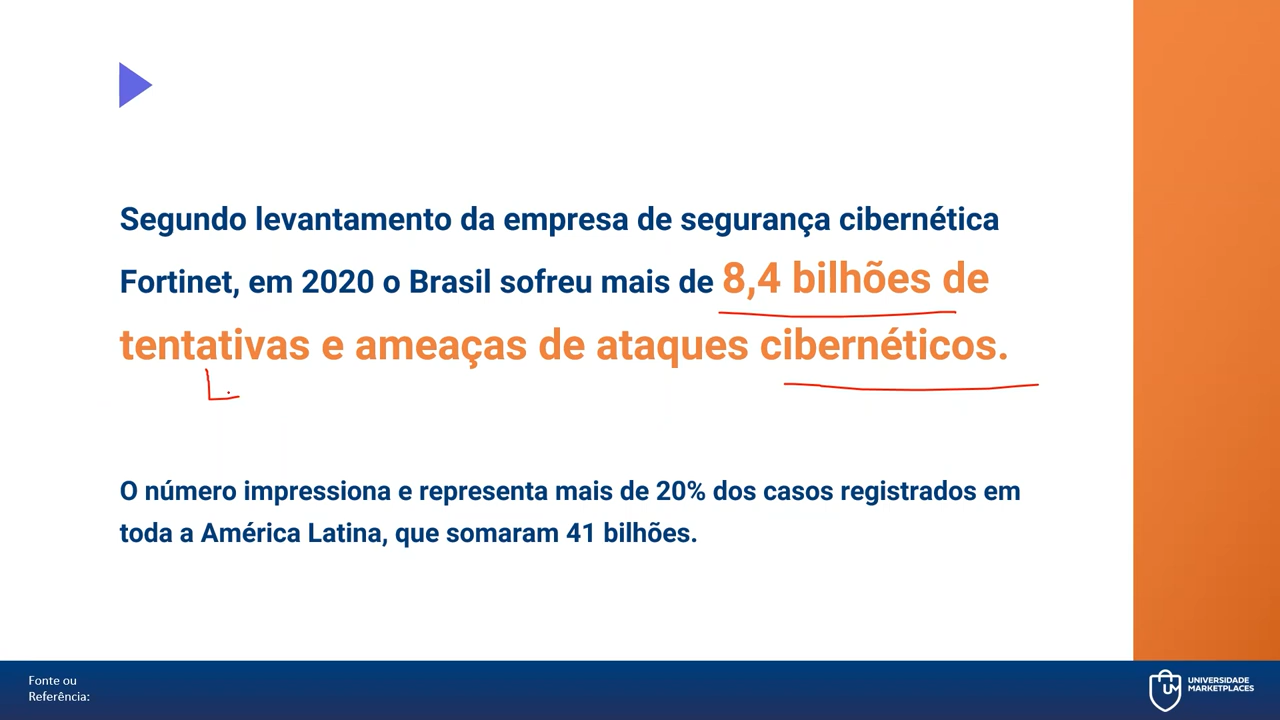 Segundo levantamento da empresa de segurança cibernética
Fortinet, em 2020 o Brasil sofreu mais de 8,4 bilhões de
tentativas e ameaças de ataques cibernéticos.
O número impressiona e representa mais de 20% dos casos registrados em
toda a América Latina, que somaram 41 bilhões.
Fonte ou
Referência:
UM
UNIVERSIDADE
MARKETPLACES